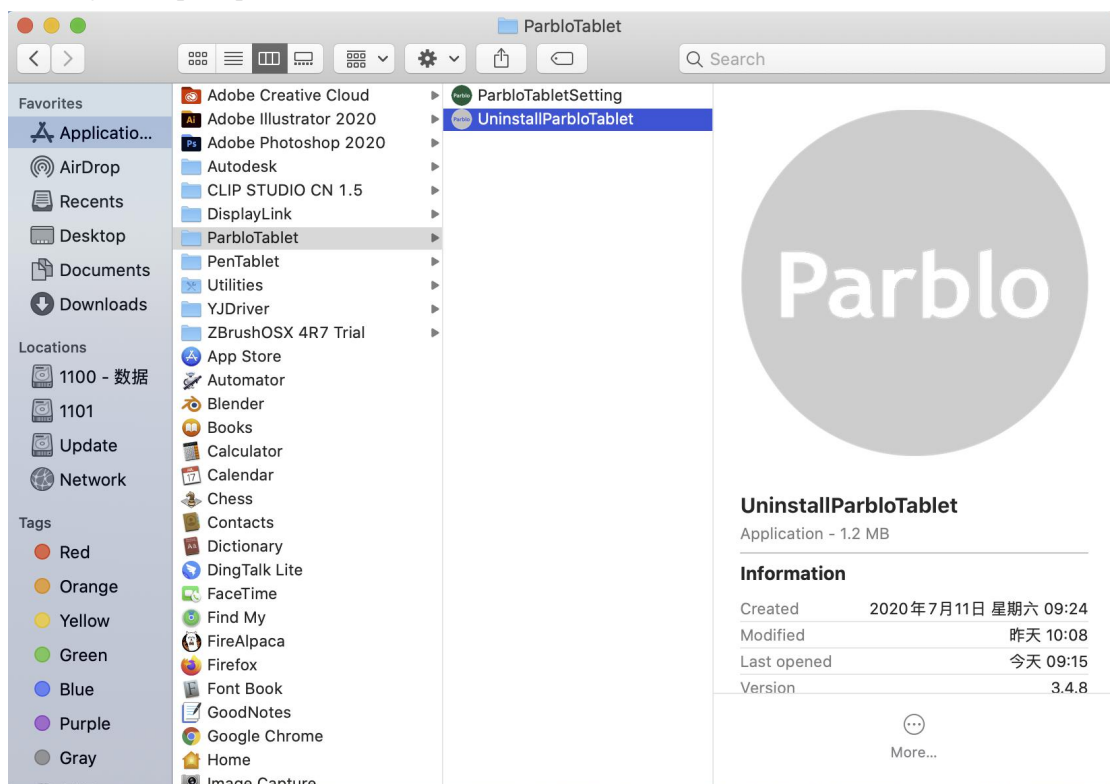 ParbloTablet
Search
Favorites
Applicatio...
AirDrop
Recents
Desktop
Documents
Downloads
Locations
1100 - 数据
1101
Update
Network
Tags
Red
Orange
Yellow
Green
Blue
Purple
Gray
Adobe Creative Cloud
Adobe Illustrator 2020
Adobe Photoshop 2020
Autodesk
CLIP STUDIO CN 1.5
DisplayLink
ParbloTablet
PenTablet
Utilities
YJDriver
ZBrushOSX 4R7 Trial
App Store
Automator
Blender
Books
Calculator
Calendar
Chess
Contacts
Dictionary
DingTalk Lite
FaceTime
Find My
FireAlpaca
Firefox
Font Book
GoodNotes
Google Chrome
Home
Image Capture
ParbloTabletSetting
UninstallParbloTablet
Parblo
UninstallParbloTablet
Application - 1.2 MB
Information
Created 2020年7月11日 星期六 09:24
Modified 昨天 10:08
Last opened 今天 09:15
Version 3.4.8
More...